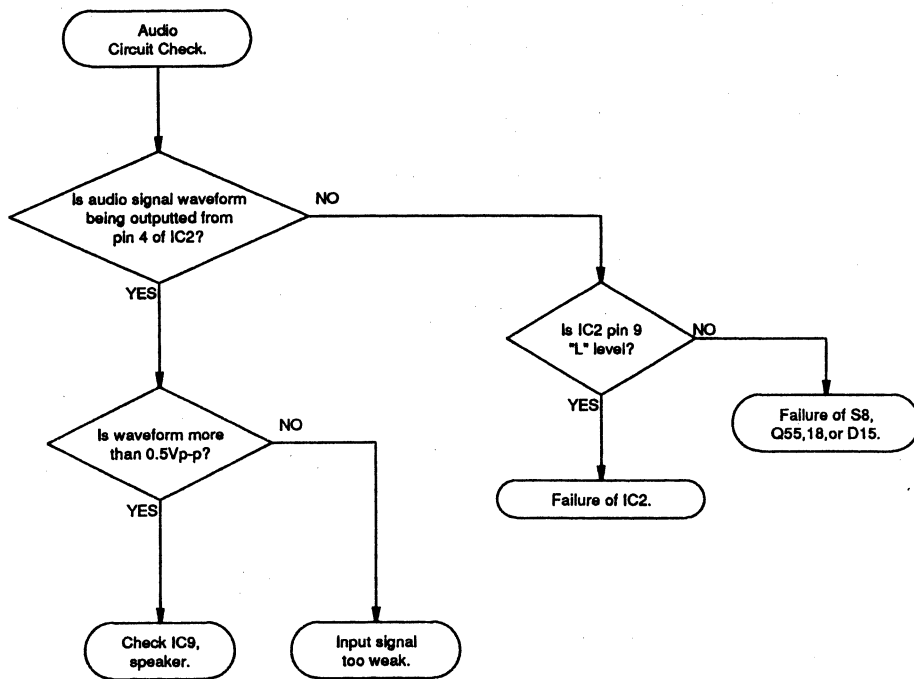 Audio
Circuit Check.
Is audio signal waveform
being outputted from
pin 4 of IC2?
NO
YES
Is IC2 pin 9
"L" level?
NO
YES
Failure of S8,
Q55,18,or D15.
Failure of IC2.
Is waveform more
than 0.5Vp-p?
NO
YES
Check IC9,
speaker.
Input signal
too weak.